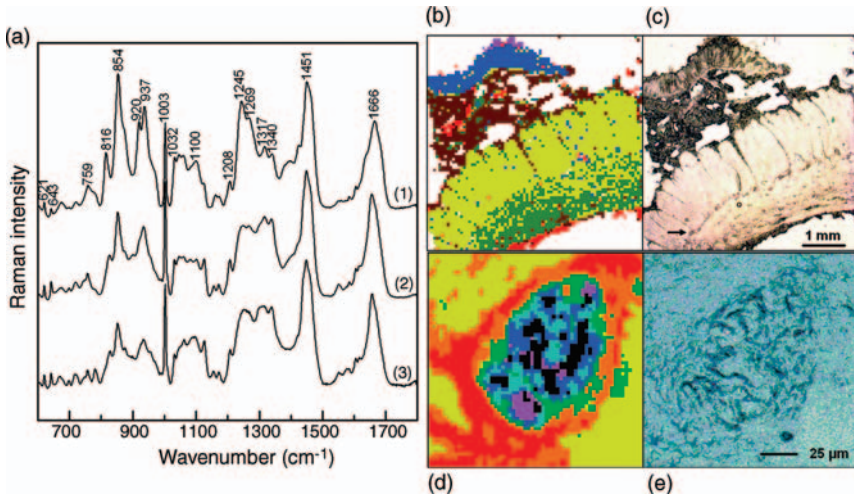 (a)
(b)
(c)
621
643
759
816
854
920
937
1003
1032
1100
1208
1245
1269
1317
1340
1451
1666
(1)
(2)
(3)
Raman intensity
700 900 1100 1300 1500 1700
Wavenumber (cm-1)
1 mm
25 µm
(d)
(e)